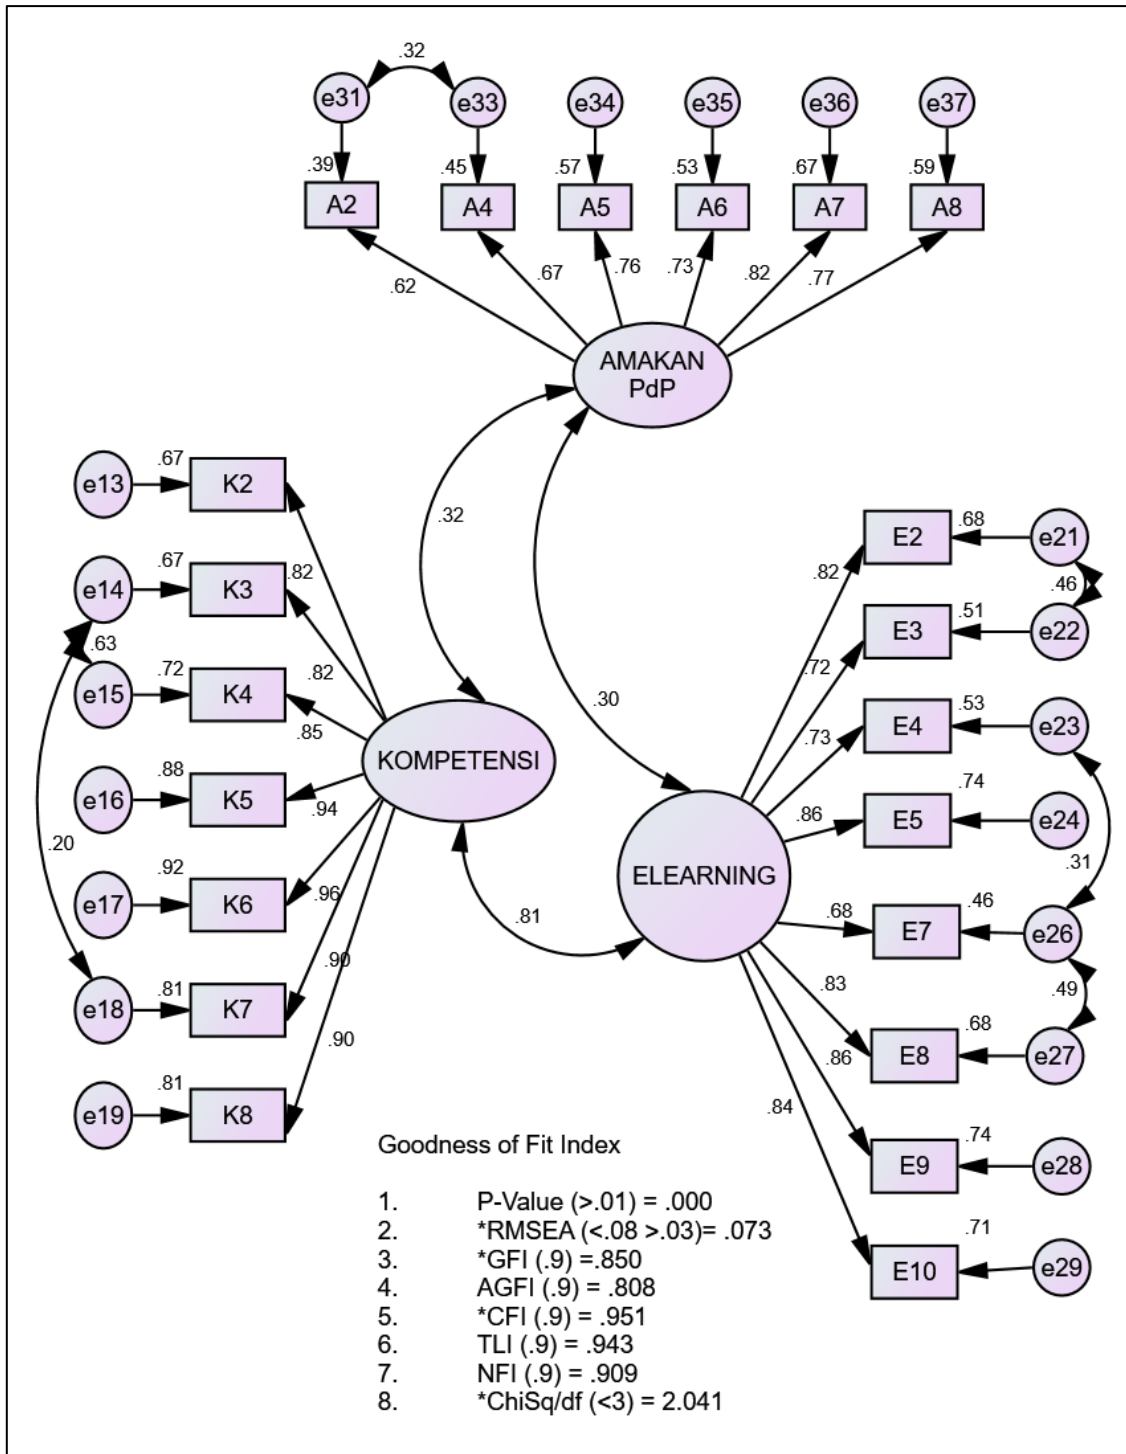 .32
e31
e33
e34
e35
e36
e37
.39
.45
.57
.53
.67
.59
A2
A4
A5
A6
A7
A8
.62
.67
.76
.73
.82
.77
AMAKAN
PdP
.32
.30
e13
.67
K2
e14
.67
K3
.82
.63
e15
.72
K4
.82
.85
KOMPETENSI
e16
.88
K5
.94
.20
e17
.92
K6
.96
.90
e18
.81
K7
.90
e19
.81
K8
.81
ELEARNING
E2
.68
e21
.82
.46
E3
.51
e22
.72
E4
.53
e23
.73
.74
E5
e24
.86
.31
E7
.46
e26
.68
.49
.83
E8
.68
e27
.86
.84
E9
.74
e28
E10
.71
e29
Goodness of Fit Index
1. P-Value (>.01) = .000
2. *RMSEA (<.08 >.03)= .073
3. *GFI (.9) =.850
4. AGFI (.9) = .808
5. *CFI (.9) = .951
6. TLI (.9) = .943
7. NFI (.9) = .909
8. *ChiSq/df (<3) = 2.041